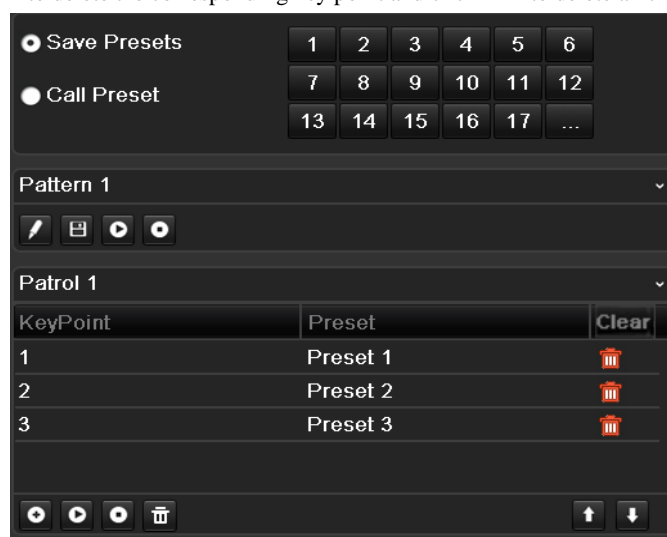 Save Presets
1 2 3 4 5 6
Call Preset
7 8 9 10 11 12
13 14 15 16 17 ...
Pattern 1
Patrol 1
KeyPoint Preset Clear
1 Preset 1
2 Preset 2
3 Preset 3